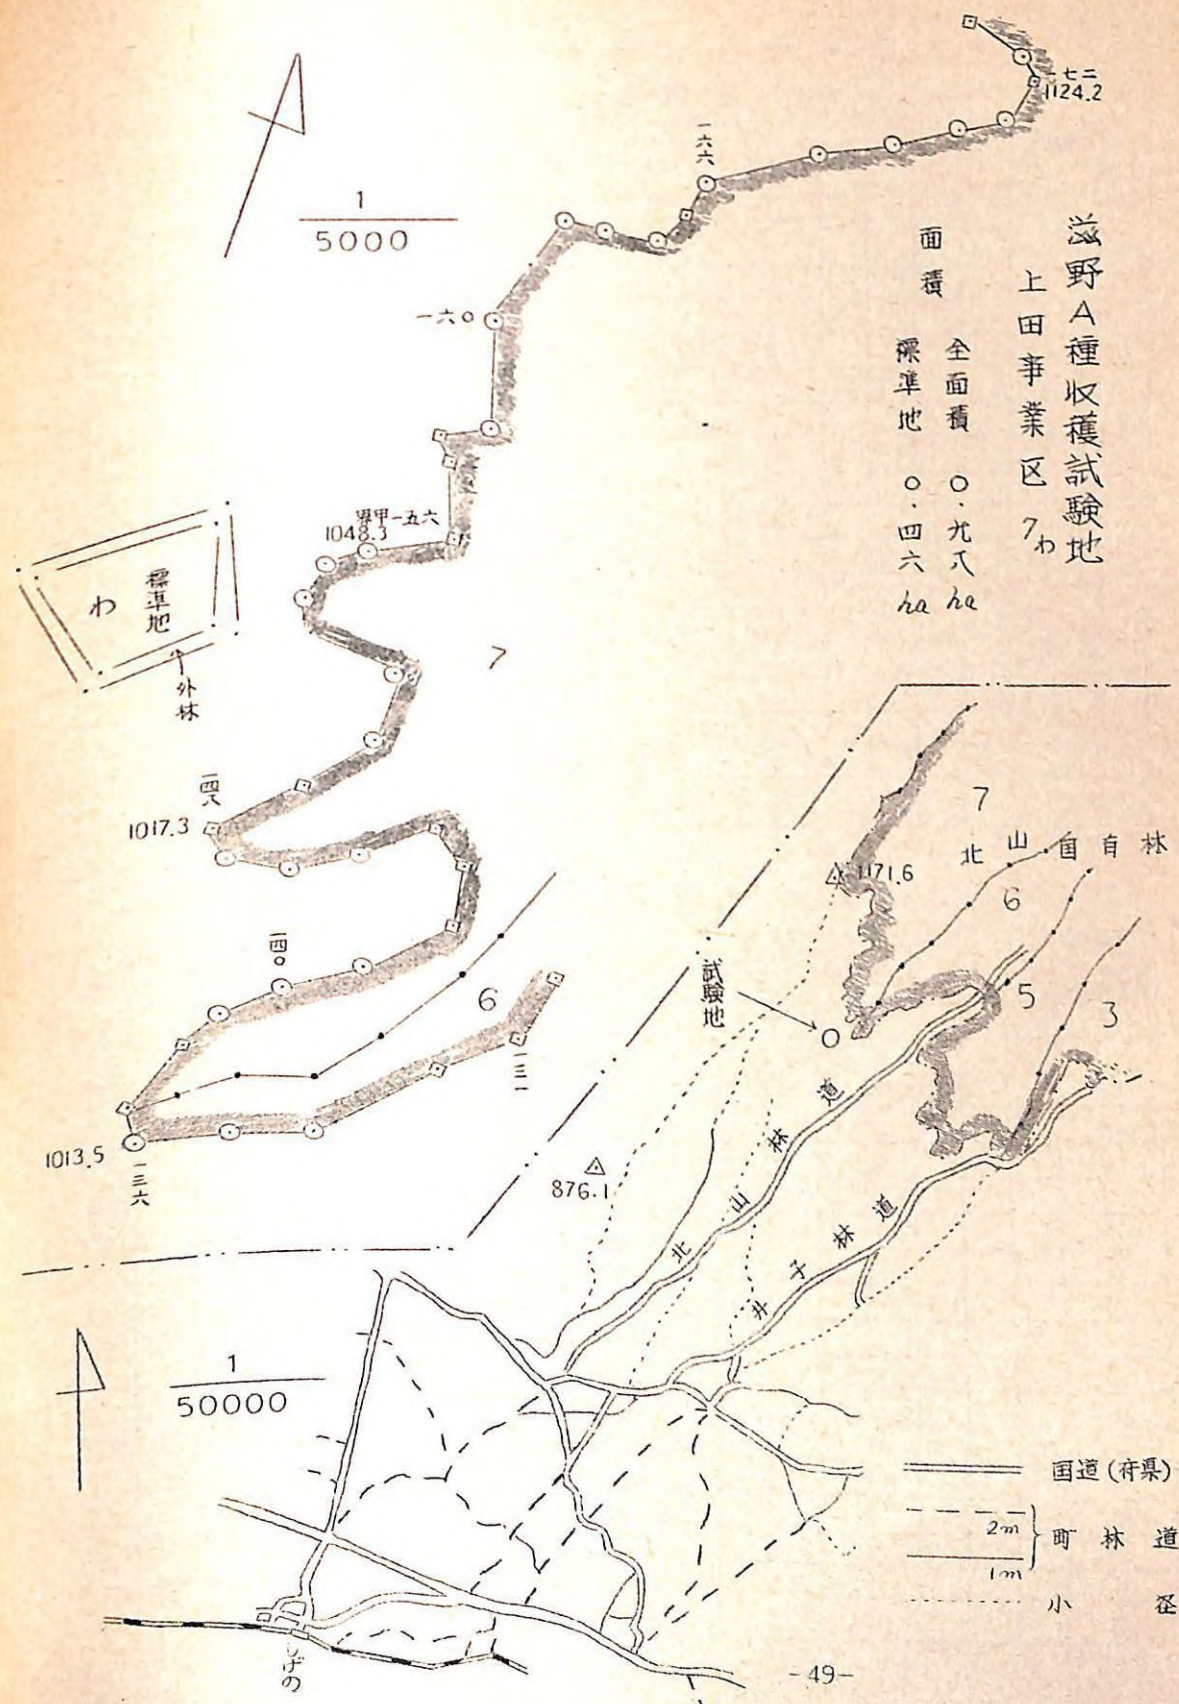 滋野A種収穫試験地
上田事業区 7わ
面積
全面積 〇.九八ha
標準地 〇.四六ha
1
5000
一七二
1124.2
一六六
一六〇
界甲一五六
1048.3
標準地
わ
外林
7
一四八
1017.3
一四〇
6
一三一
1013.5
一三六
7
北山国有林
1171.6
6
5
3
試験地
876.1
北山林道
井子林道
1
50000
国道(府県)
2m
町林道
1m
小径
しげの
-49-